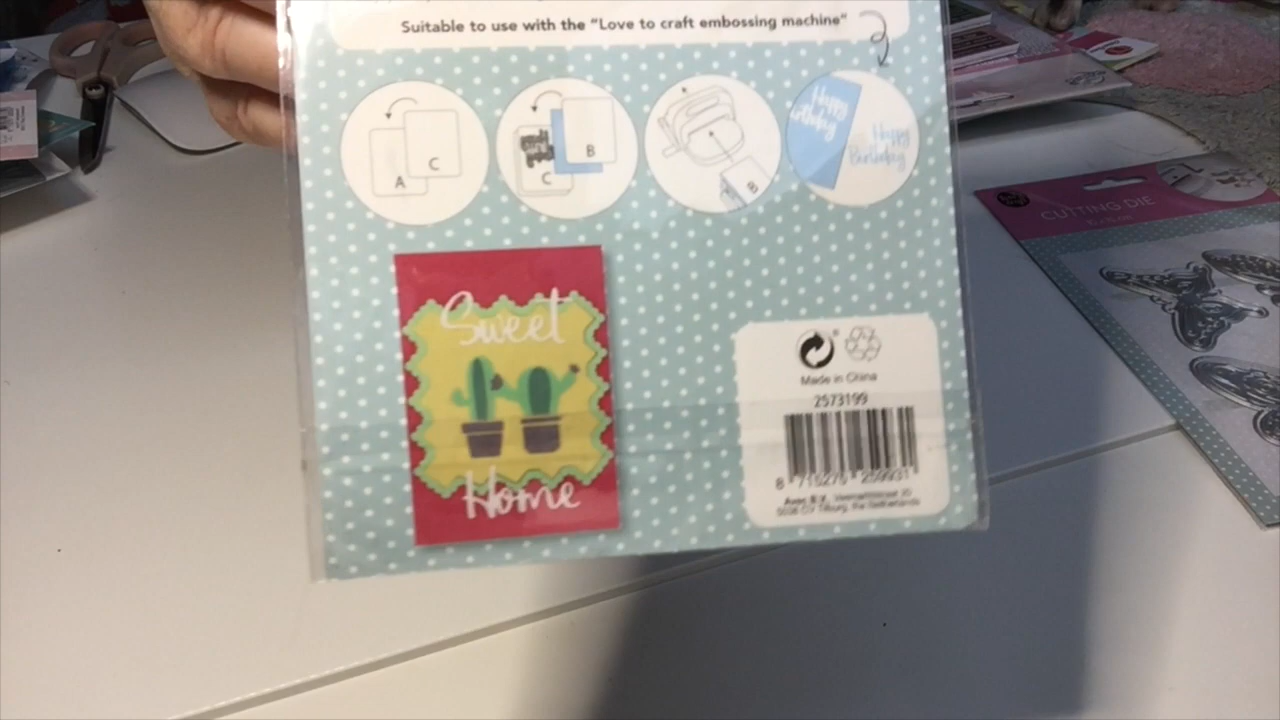 Suitable to use with the "Love to craft embossing machine"
A
C
C
B
B
Happy
Birthday
Happy
Birthday
Sweet
Home
Made in China
2573199
CUTTING DIE